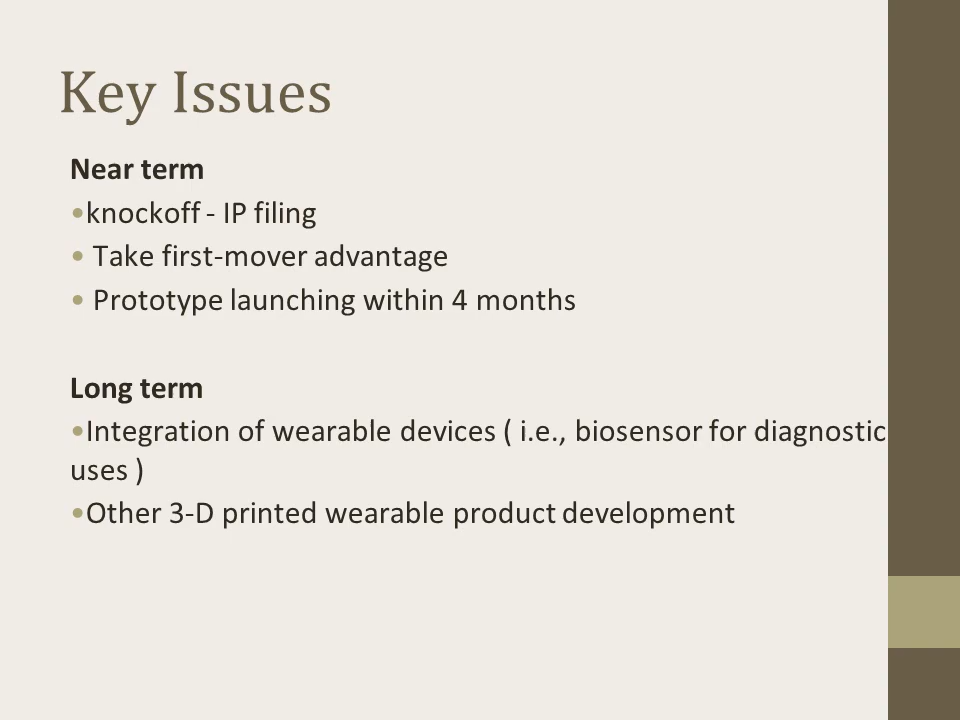 Key Issues
Near term
•knockoff - IP filing
• Take first-mover advantage
• Prototype launching within 4 months
Long term
•Integration of wearable devices ( i.e., biosensor for diagnostic
uses )
•Other 3-D printed wearable product development